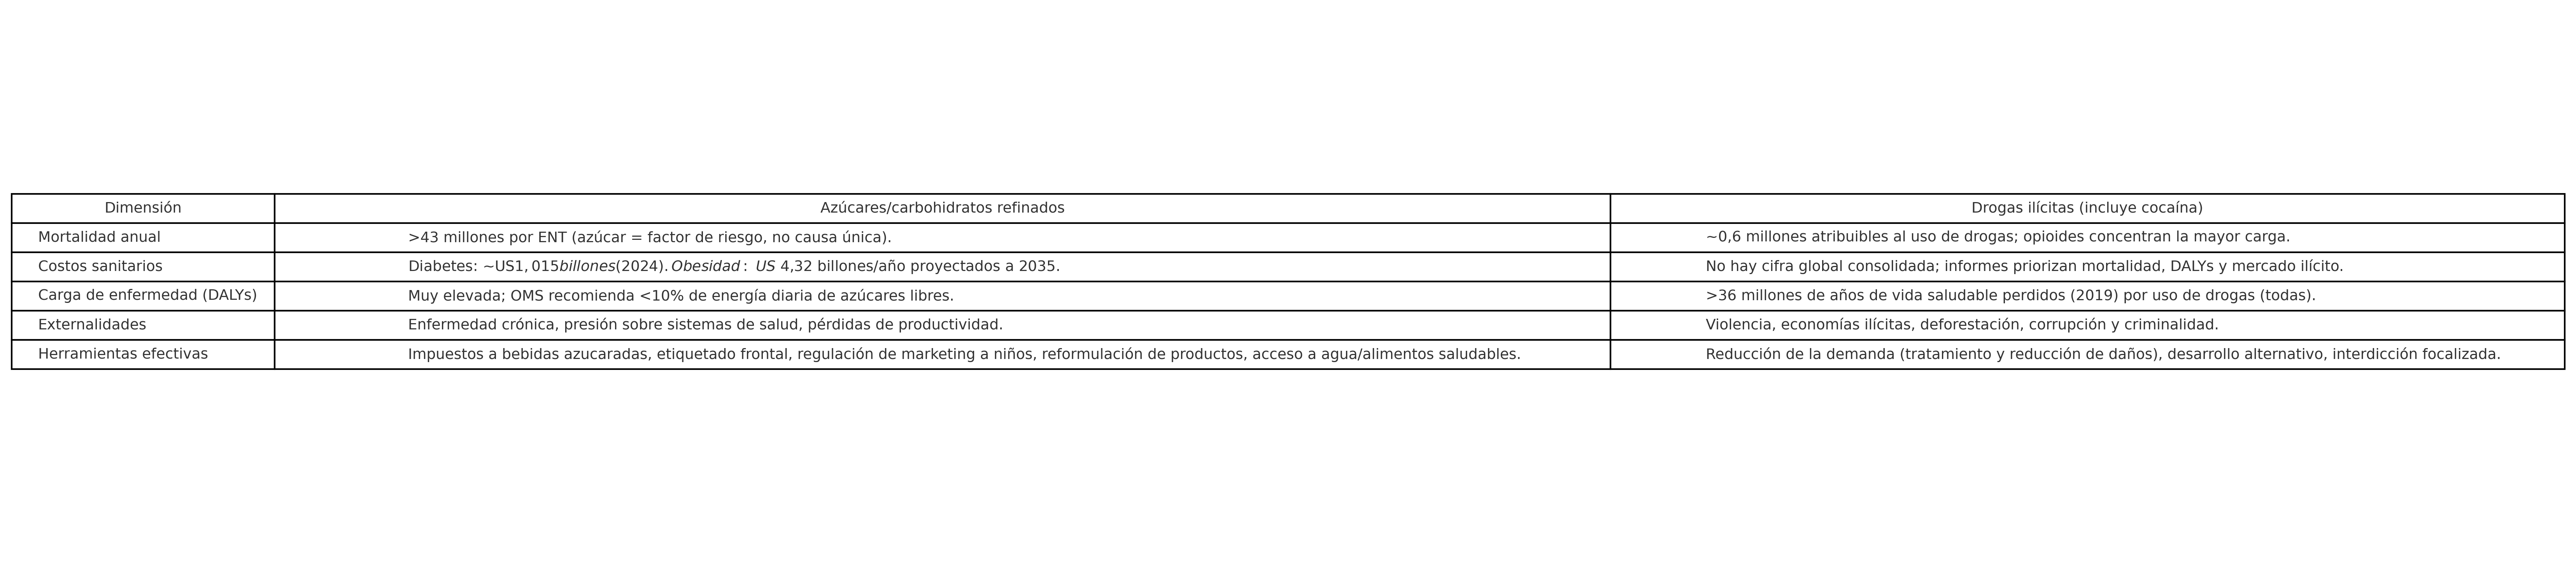 Dimensión Azúcares/carbohidratos refinados Drogas ilícitas (incluye cocaína)
Mortalidad anual >43 millones por ENT (azúcar = factor de riesgo, no causa única). ~0,6 millones atribuibles al uso de drogas; opioides concentran la mayor carga.
Costos sanitarios Diabetes: ~US1,015billones(2024).Obesidad: US 4,32 billones/año proyectados a 2035. No hay cifra global consolidada; informes priorizan mortalidad, DALYs y mercado ilícito.
Carga de enfermedad (DALYs) Muy elevada; OMS recomienda <10% de energía diaria de azúcares libres. >36 millones de años de vida saludable perdidos (2019) por uso de drogas (todas).
Externalidades Enfermedad crónica, presión sobre sistemas de salud, pérdidas de productividad. Violencia, economías ilícitas, deforestación, corrupción y criminalidad.
Herramientas efectivas Impuestos a bebidas azucaradas, etiquetado frontal, regulación de marketing a niños, reformulación de productos, acceso a agua/alimentos saludables. Reducción de la demanda (tratamiento y reducción de daños), desarrollo alternativo, interdicción focalizada.